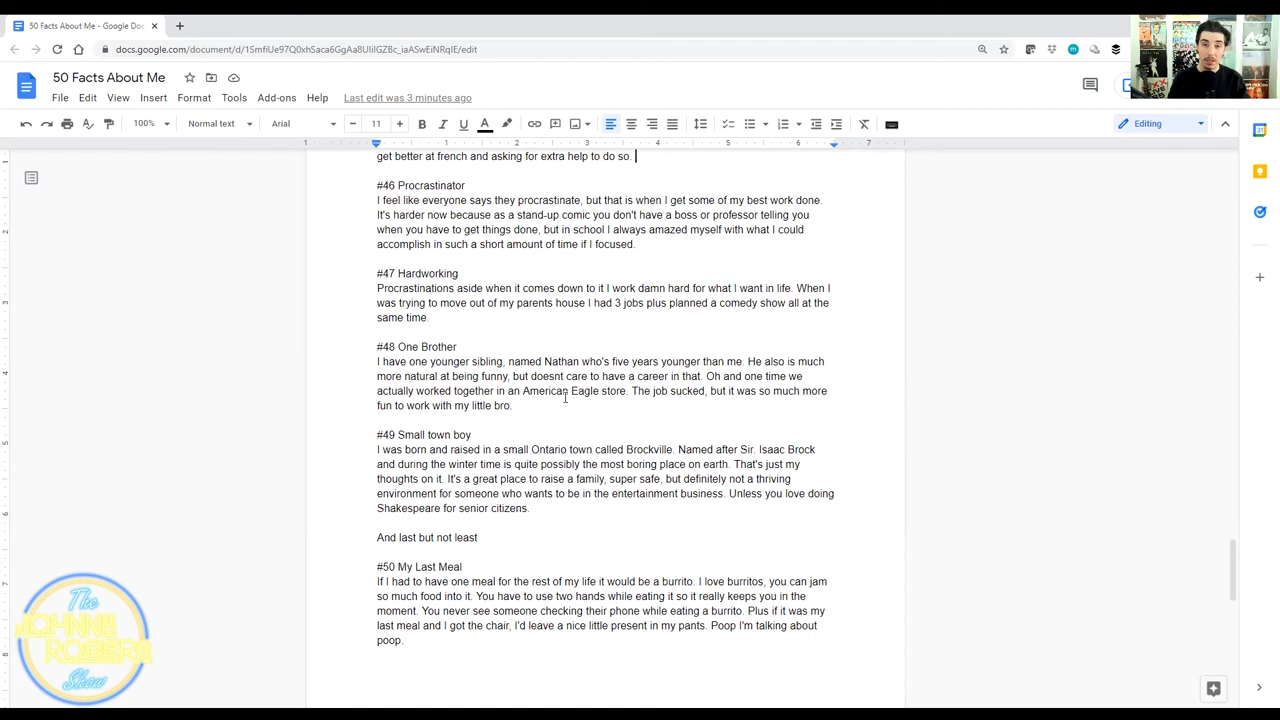 50 Facts About Me - Google Doc
docs.google.com/document/d/1SmfiUe97Q0xhSaca6GgAa8UIiIGZBc_iaASwEiNRqIE/edit
50 Facts About Me
File Edit View Insert Format Tools Add-ons Help Last edit was 3 minutes ago
100% Normal text Arial 11 B I U A Editing
1 1 2 3 4 5 6 7
get better at french and asking for extra help to do so.
#46 Procrastinator
I feel like everyone says they procrastinate, but that is when I get some of my best work done.
It's harder now because as a stand-up comic you don't have a boss or professor telling you
when you have to get things done, but in school I always amazed myself with what I could
accomplish in such a short amount of time if I focused.
#47 Hardworking
Procrastinations aside when it comes down to it I work damn hard for what I want in life. When I
was trying to move out of my parents house I had 3 jobs plus planned a comedy show all at the
same time.
#48 One Brother
I have one younger sibling, named Nathan who's five years younger than me. He also is much
more natural at being funny, but doesnt care to have a career in that. Oh and one time we
actually worked together in an American Eagle store. The job sucked, but it was so much more
fun to work with my little bro.
#49 Small town boy
I was born and raised in a small Ontario town called Brockville. Named after Sir. Isaac Brock
and during the winter time is quite possibly the most boring place on earth. That's just my
thoughts on it. It's a great place to raise a family, super safe, but definitely not a thriving
environment for someone who wants to be in the entertainment business. Unless you love doing
Shakespeare for senior citizens.
And last but not least
#50 My Last Meal
If I had to have one meal for the rest of my life it would be a burrito. I love burritos, you can jam
so much food into it. You have to use two hands while eating it so it really keeps you in the
moment. You never see someone checking their phone while eating a burrito. Plus if it was my
last meal and I got the chair, I'd leave a nice little present in my pants. Poop I'm talking about
poop.
The
ROGERS
Show